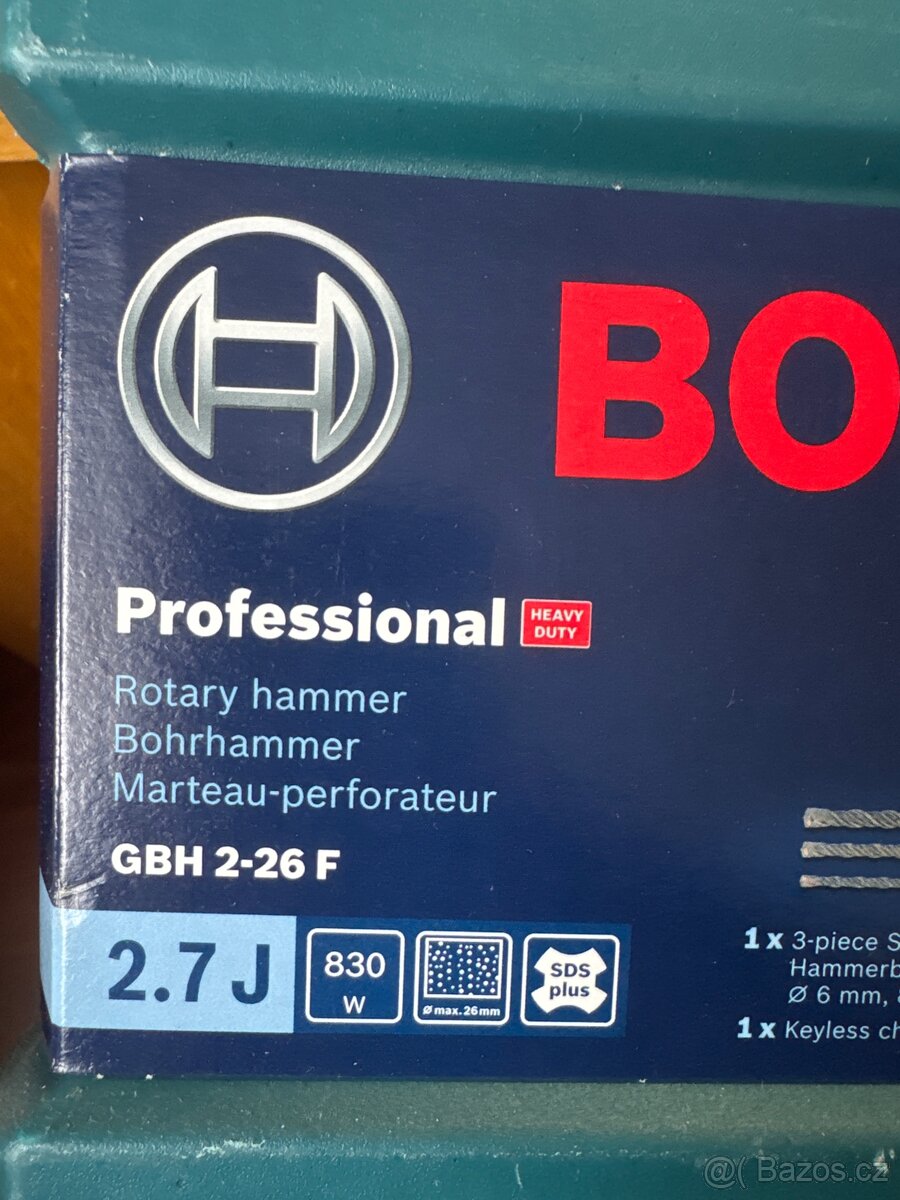 BO
Professional HEAVY DUTY
Rotary hammer
Bohrhammer
Marteau-perforateur
GBH 2-26 F
2.7 J
830 W
Ø max. 26 mm
SDS plus
1 x 3-piece S
Hammerb
Ø 6 mm,
1 x Keyless ch
@( Bazos.cz